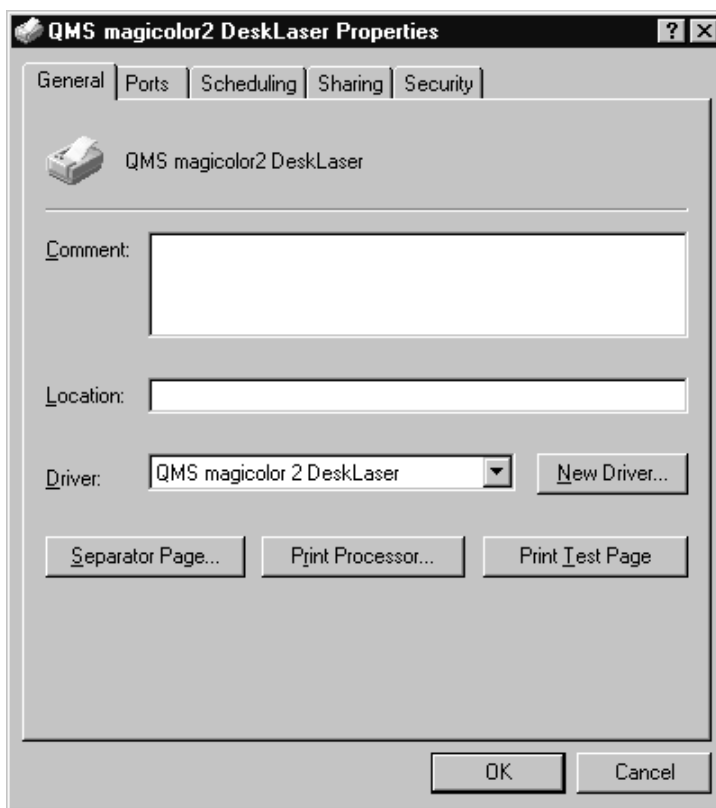 QMS magicolor2 DeskLaser Properties ? X
General Ports Scheduling Sharing Security
QMS magicolor2 DeskLaser
Comment:
Location:
Driver: QMS magicolor 2 DeskLaser New Driver...
Separator Page... Print Processor... Print Test Page
OK Cancel